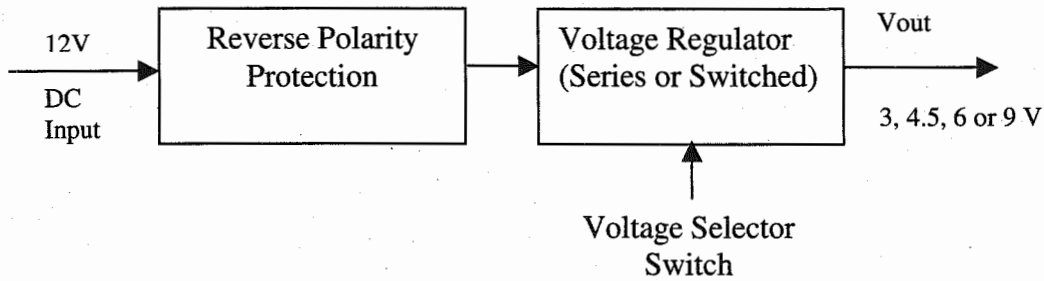 12V
DC
Input
Reverse Polarity
Protection
Voltage Regulator
(Series or Switched)
Vout
3, 4.5, 6 or 9 V
Voltage Selector
Switch